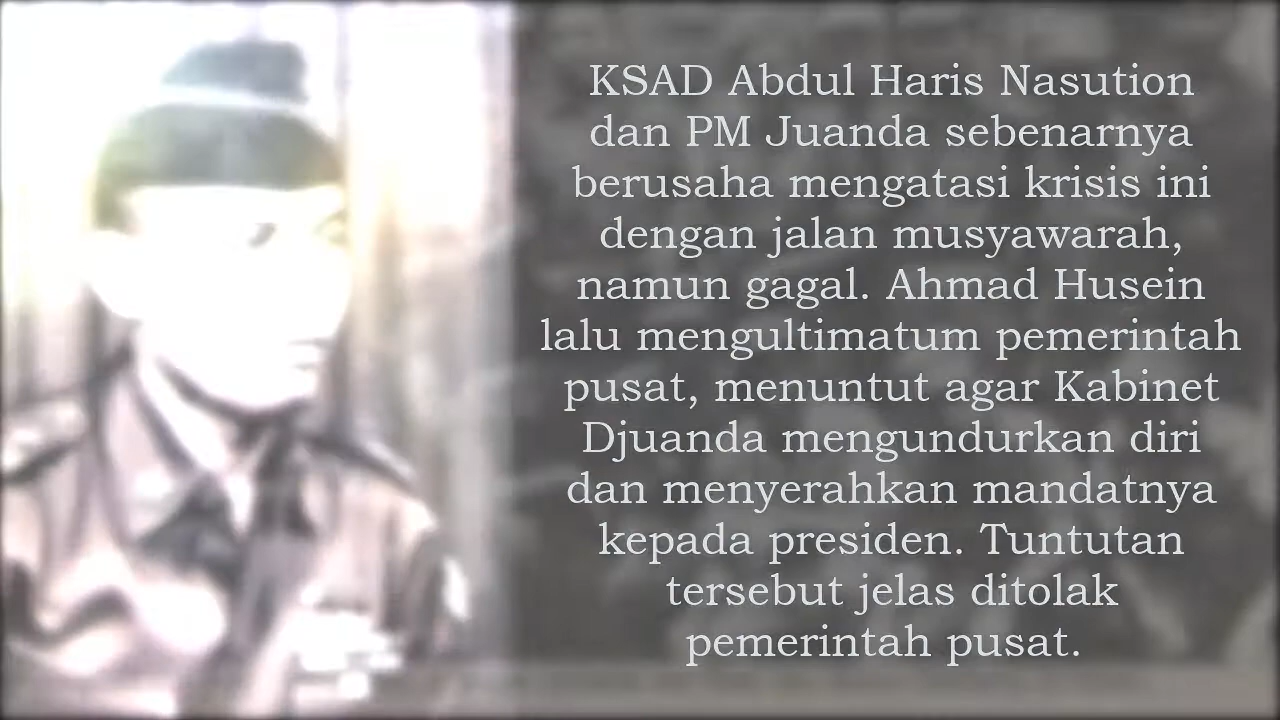 KSAD Abdul Haris Nasution
dan PM Juanda sebenarnya
berusaha mengatasi krisis ini
dengan jalan musyawarah,
namun gagal. Ahmad Husein
lalu mengultimatum pemerintah
pusat, menuntut agar Kabinet
Djuanda mengundurkan diri
dan menyerahkan mandatnya
kepada presiden. Tuntutan
tersebut jelas ditolak
pemerintah pusat.